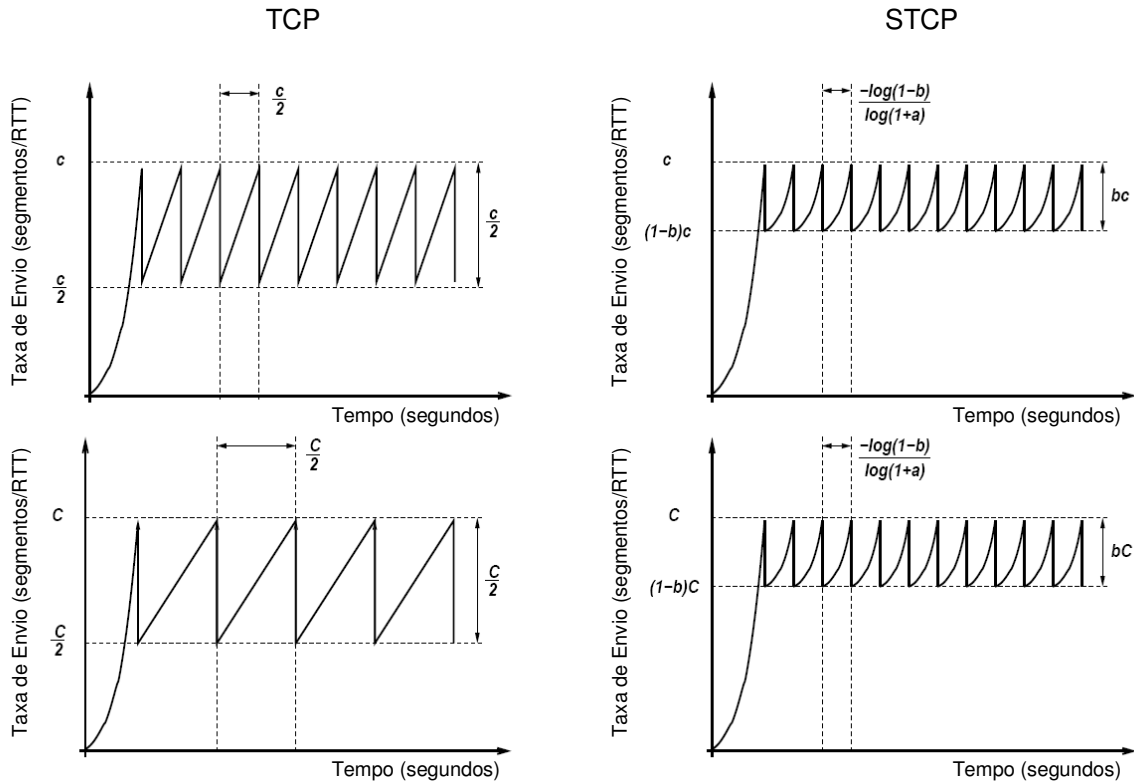 TCP
STCP
Taxa de Envio (segmentos/RTT)
c
c
2
c
2
c
2
Tempo (segundos)
Taxa de Envio (segmentos/RTT)
c
(1−b)c
−log(1−b)
log(1+a)
bc
Tempo (segundos)
Taxa de Envio (segmentos/RTT)
C
C
2
C
2
C
2
Tempo (segundos)
Taxa de Envio (segmentos/RTT)
C
(1−b)C
−log(1−b)
log(1+a)
bC
Tempo (segundos)